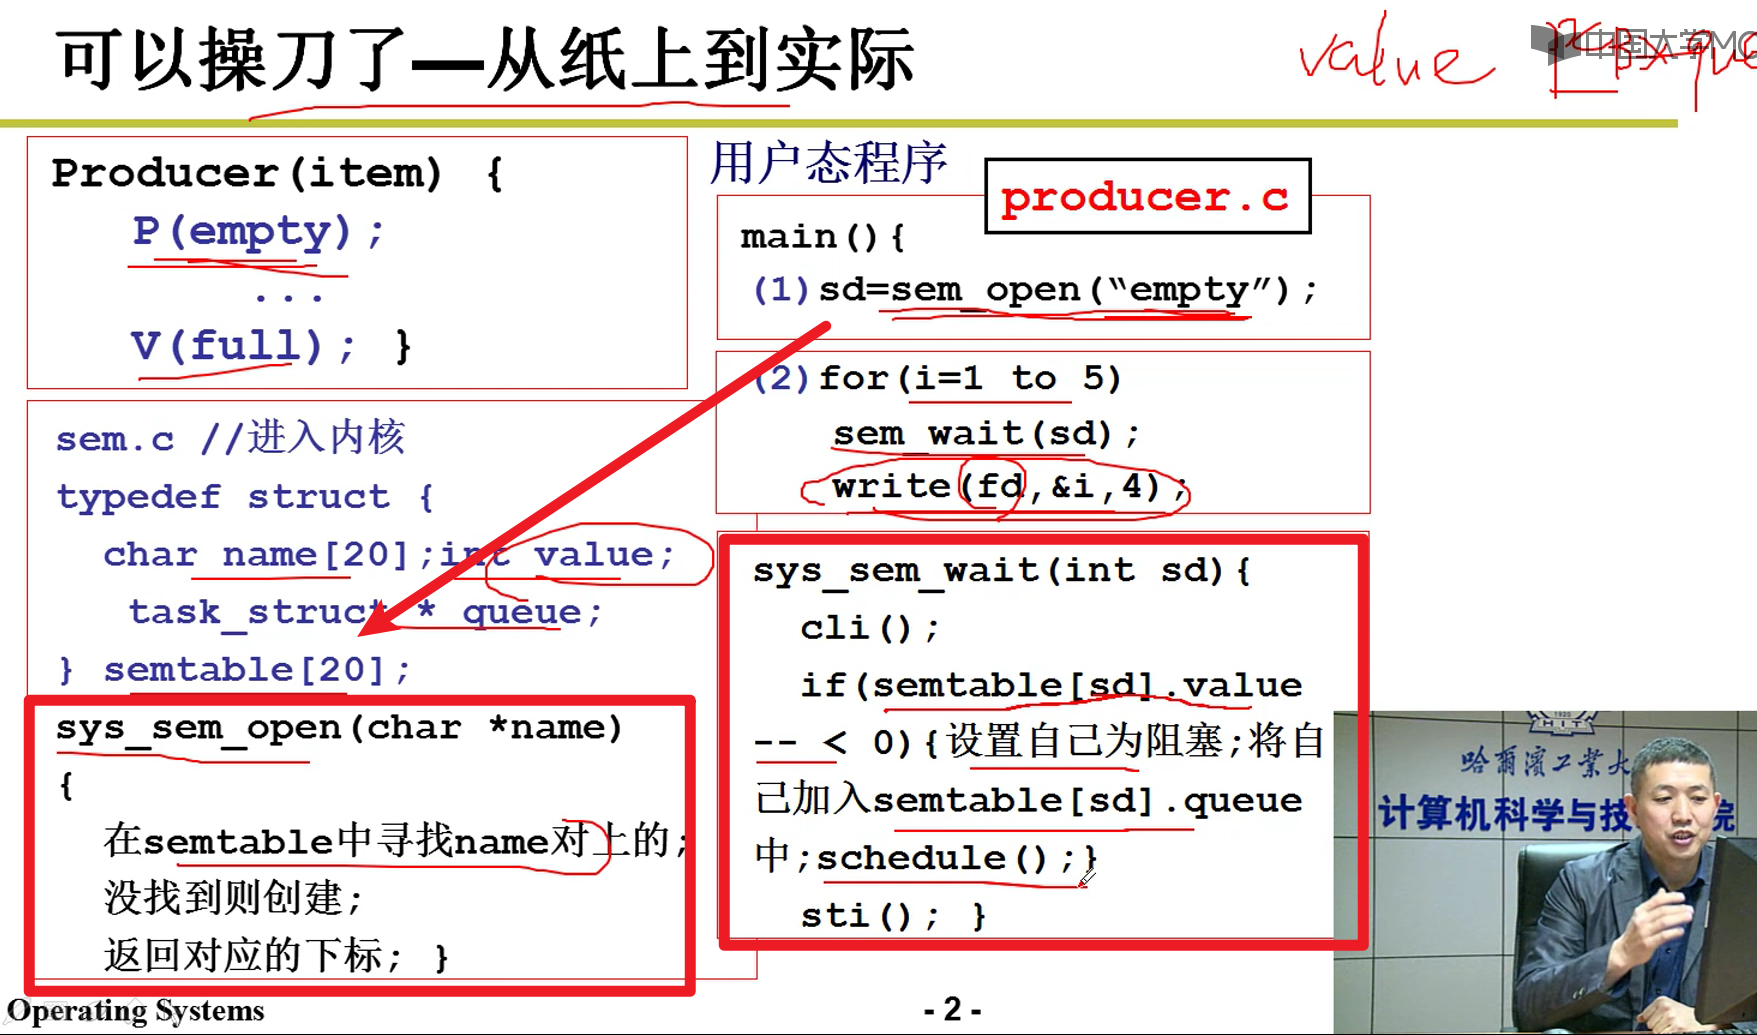 可以操刀了—从纸上到实际
value
中国大学MO
Producer(item) {
P(empty);
...
V(full); }
用户态程序
producer.c
main(){
(1)sd=sem_open(“empty”);
(2)for(i=1 to 5)
sem_wait(sd);
write(fd,&i,4);
sem.c //进入内核
typedef struct {
char name[20];int value;
task_struct * queue;
} semtable[20];
sys_sem_open(char *name)
{
在semtable中寻找name对上的;
没找到则创建;
返回对应的下标; }
sys_sem_wait(int sd){
cli();
if(semtable[sd].value
-- < 0){设置自己为阻塞;将自
己加入semtable[sd].queue
中;schedule();}
sti(); }
1920
HIT
哈爾濱工業大
计算机科学与技 院
Operating Systems
- 2 -